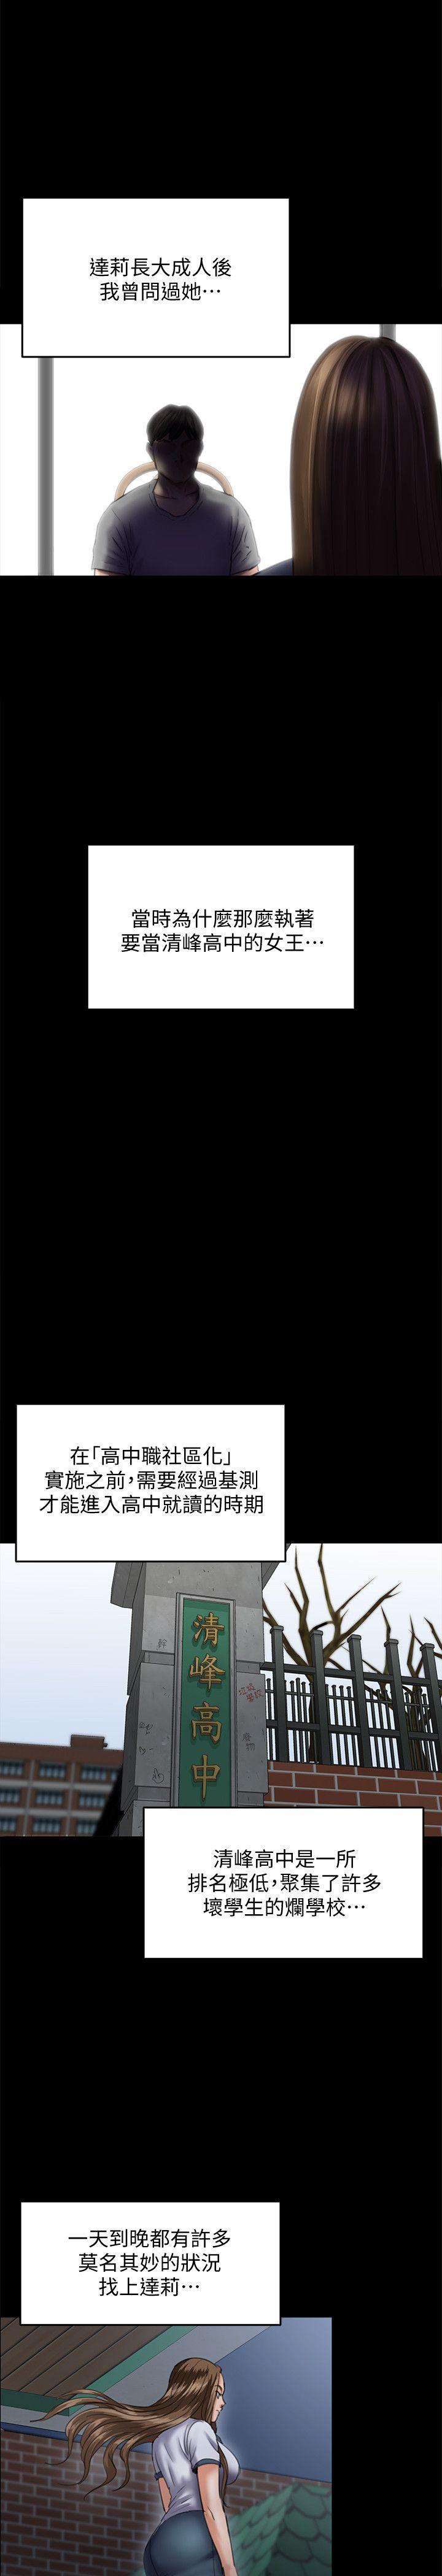 達莉長大成人後
我曾問過她⋯
當時為什麼那麼執著
要當清峰高中的女王⋯
在「高中職社區化」
實施之前，需要經過基測
才能進入高中就讀的時期
清峰高中
清峰高中是一所
排名極低，聚集了許多
壞學生的爛學校⋯
一天到晚都有許多
莫名其妙的狀況
找上達莉⋯